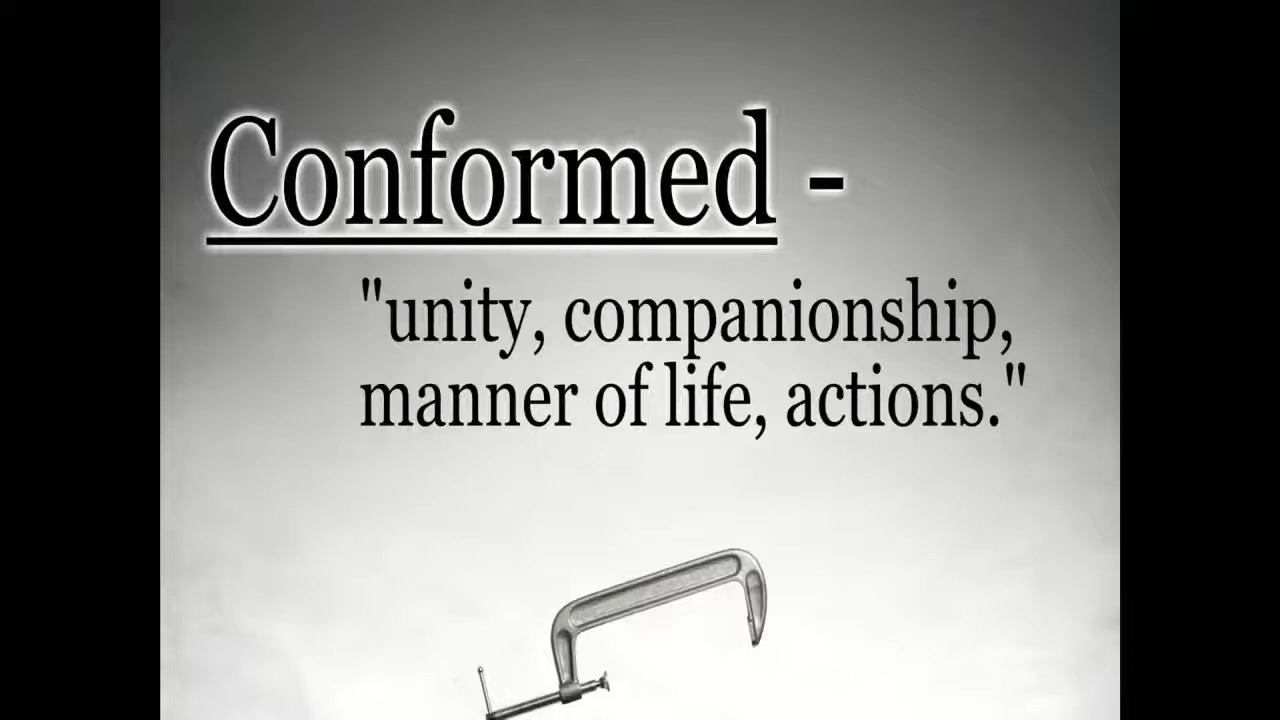 Conformed -
"unity, companionship,
manner of life, actions."